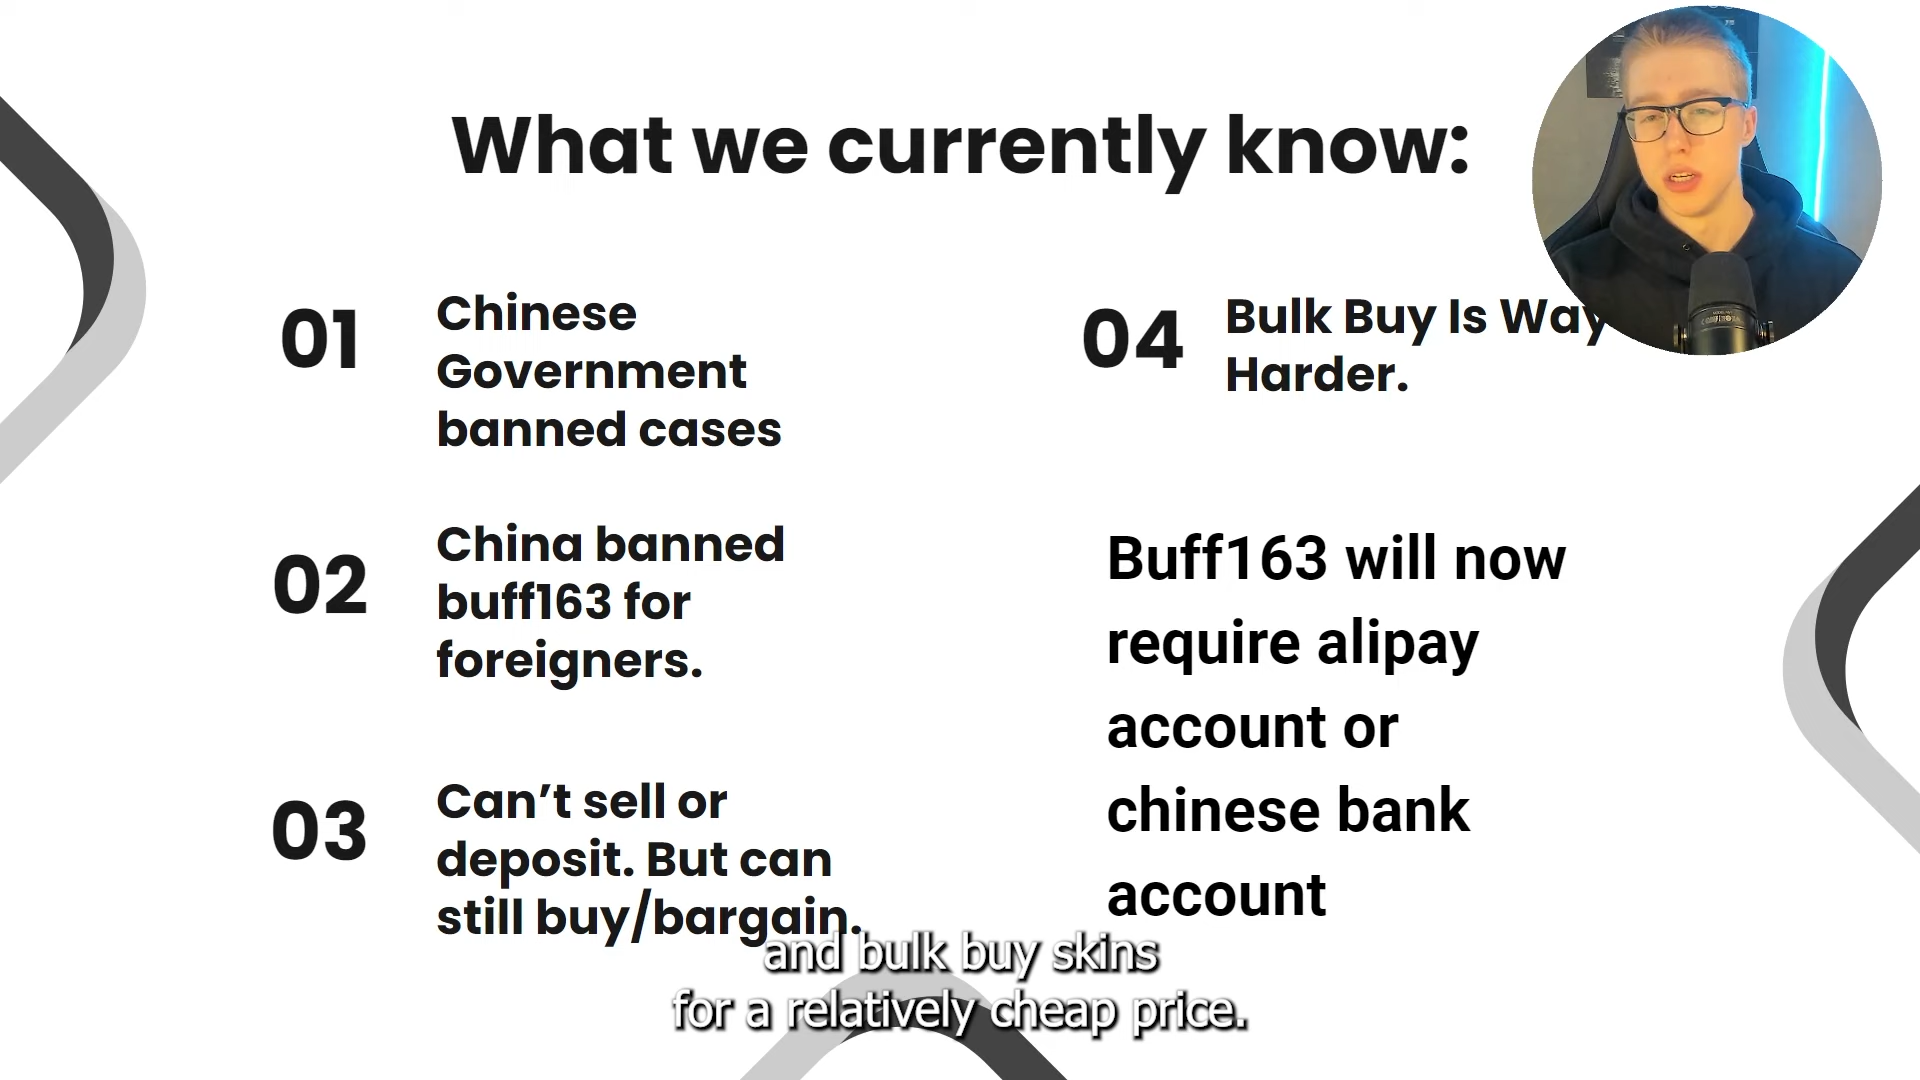 What we currently know:
01
Chinese
Government
banned cases
02
China banned
buff163 for
foreigners.
03
Can’t sell or
deposit. But can
still buy/bargain.
04
Bulk Buy Is Way
Harder.
Buff163 will now
require alipay
account or
chinese bank
account
and bulk buy skins
for a relatively cheap price.